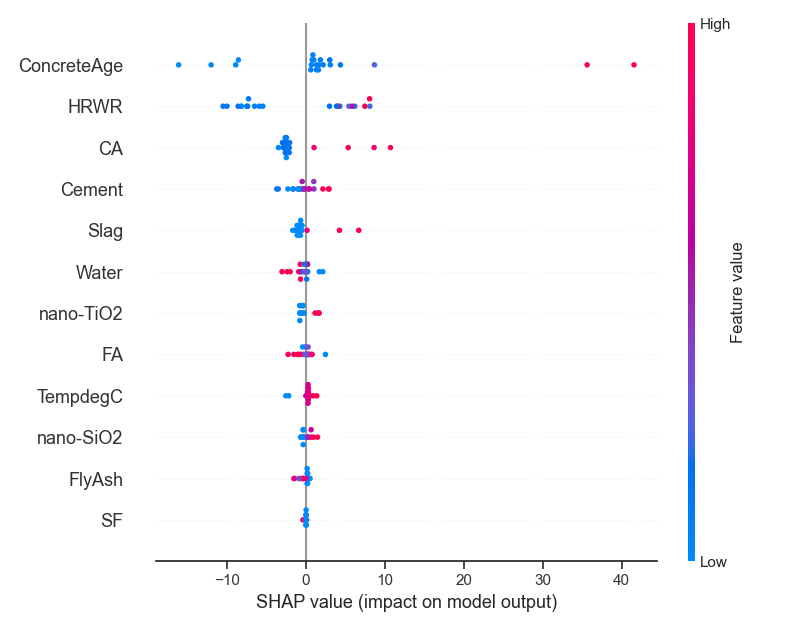 High
ConcreteAge
HRWR
CA
Cement
Slag
Water
nano-TiO2
FA
TempdegC
nano-SiO2
FlyAsh
SF
Feature value
Low
−10 0 10 20 30 40
SHAP value (impact on model output)